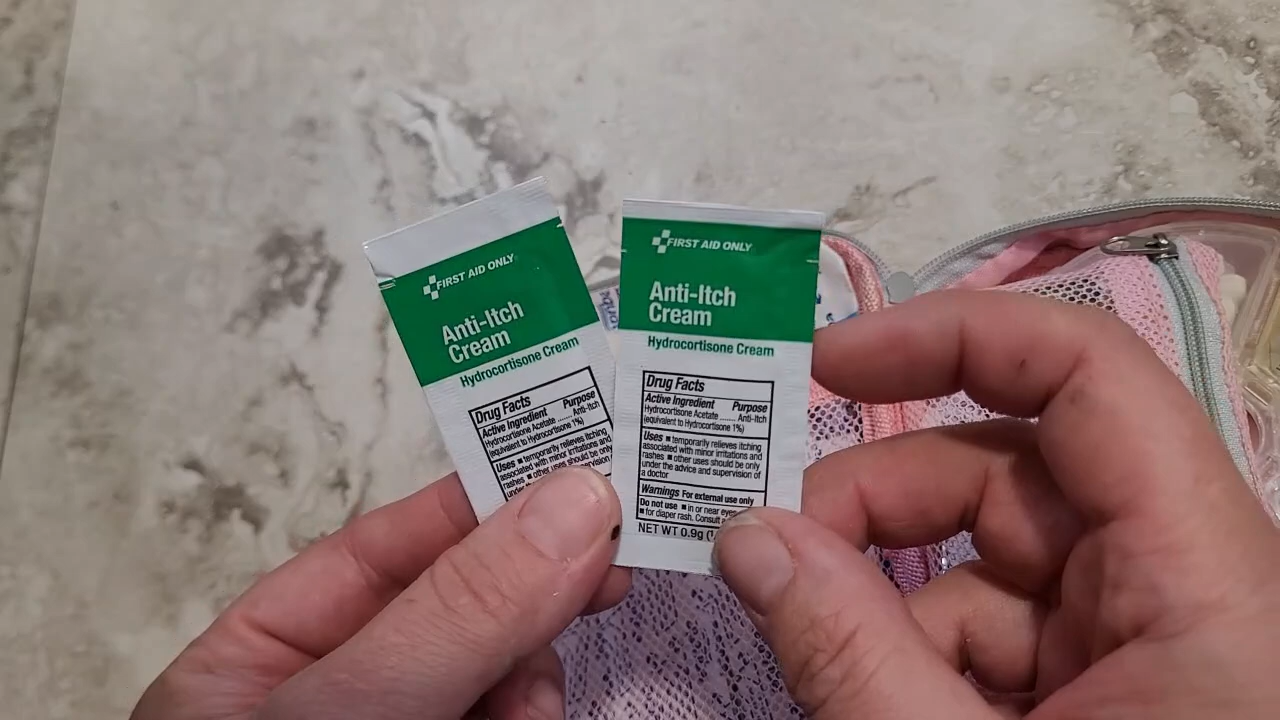 FIRST AID ONLY
Anti-Itch
Cream
Hydrocortisone Cream
Drug Facts
Active Ingredient Purpose
Hydrocortisone Acetate ...... Anti-Itch
(equivalent to Hydrocortisone 1%)
Uses ■ temporarily relieves itching
associated with minor irritations and
rashes ■ other uses should be only
under the
FIRST AID ONLY
Anti-Itch
Cream
Hydrocortisone Cream
Drug Facts
Active Ingredient Purpose
Hydrocortisone Acetate ....... Anti-Itch
(equivalent to Hydrocortisone 1%)
Uses ■ temporarily relieves itching
associated with minor irritations and
rashes ■ other uses should be only
under the advice and supervision of
a doctor
Warnings For external use only
Do not use ■ in or near eyes
■ for diaper rash. Consult a
NET WT 0.9g